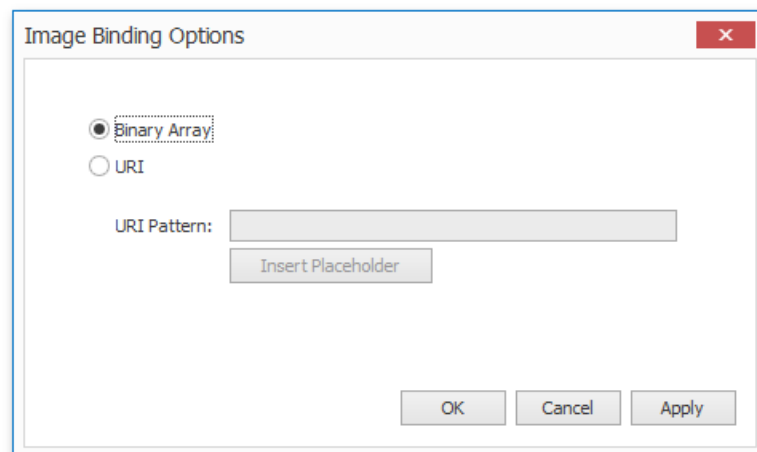 Image Binding Options
Binary Array
URI
URI Pattern:
Insert Placeholder
OK Cancel Apply